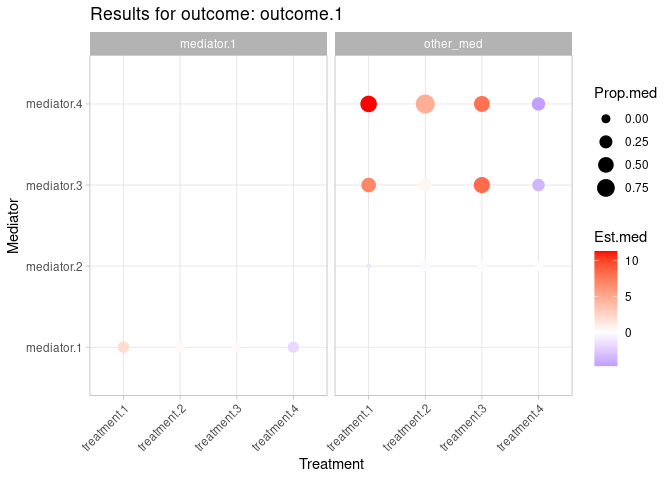 Results for outcome: outcome.1
mediator.1
other_med
Mediator
mediator.4
mediator.3
mediator.2
mediator.1
treatment.1
treatment.2
treatment.3
treatment.4
treatment.1
treatment.2
treatment.3
treatment.4
Treatment
Prop.med
0.00
0.25
0.50
0.75
Est.med
10
5
0